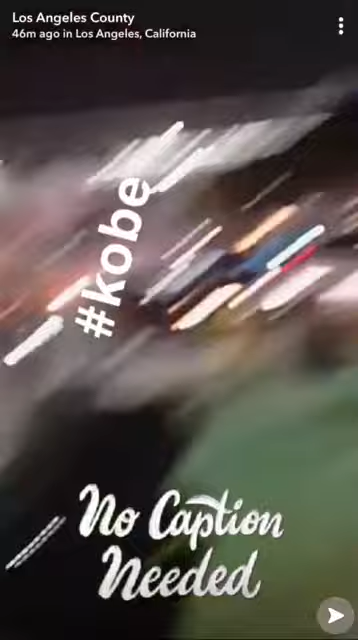 Los Angeles County
46m ago in Los Angeles, California
#kobe
No Caption
Needed